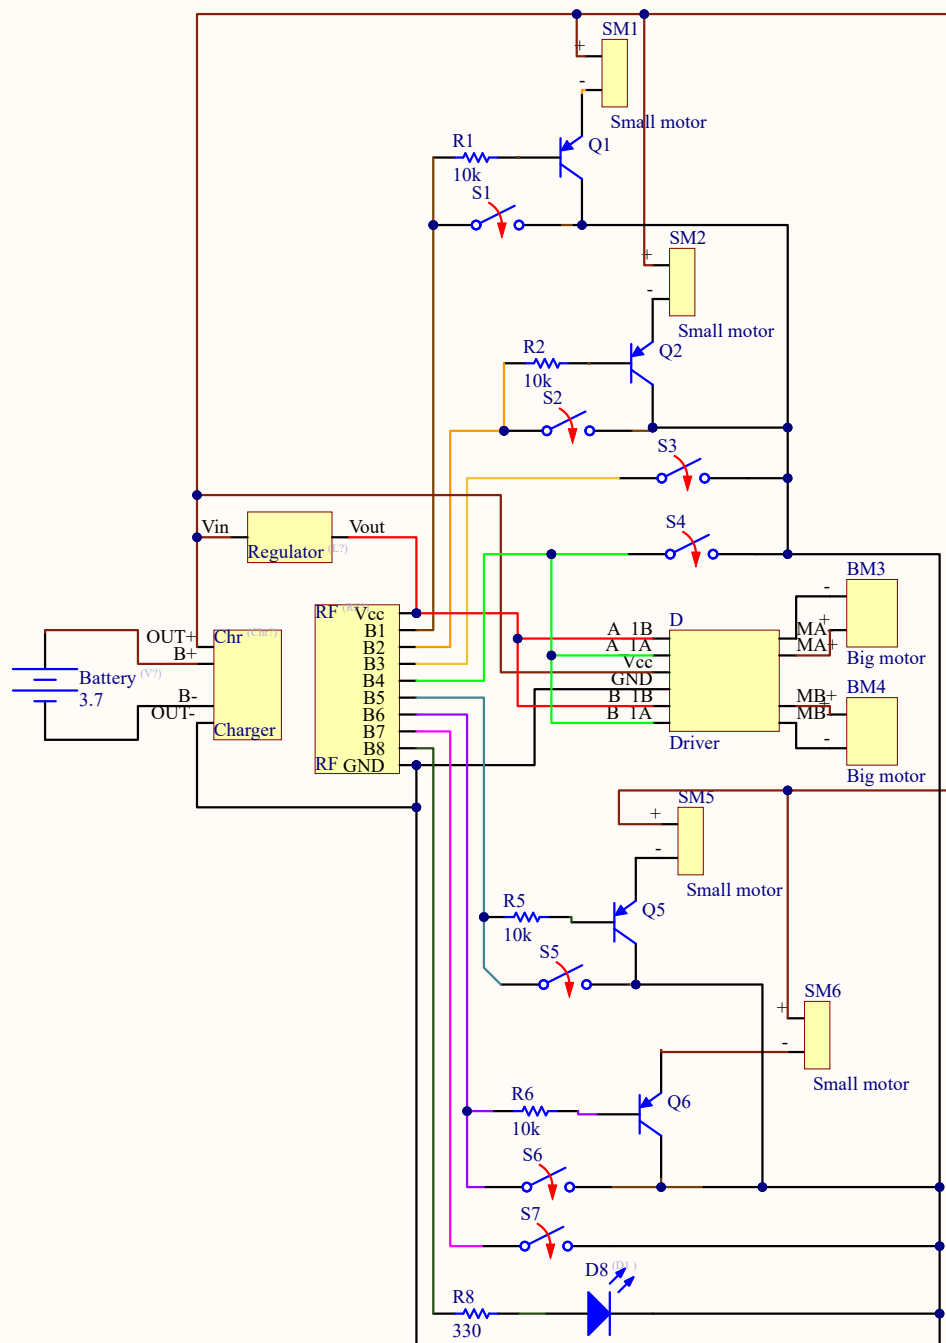 SM1
+
-
Small motor
R1
Q1
10k
S1
SM2
+
-
Small motor
R2
Q2
10k
S2
S3
Vin
Vout
Regulator (L?)
S4
BM3
-
+
Big motor
RF
Vcc
B1
B2
B3
B4
B5
B6
B7
B8
RF GND
OUT+
Chr (Chr?)
B+
B-
OUT-
Charger
Battery (V?)
3.7
D
A 1B
A 1A
Vcc
GND
B 1B
B 1A
MA-
MA+
MB+
MB-
Driver
BM4
+
-
Big motor
SM5
+
-
Small motor
R5
Q5
10k
S5
SM6
+
-
Small motor
R6
Q6
10k
S6
S7
D8 (D1)
R8
330